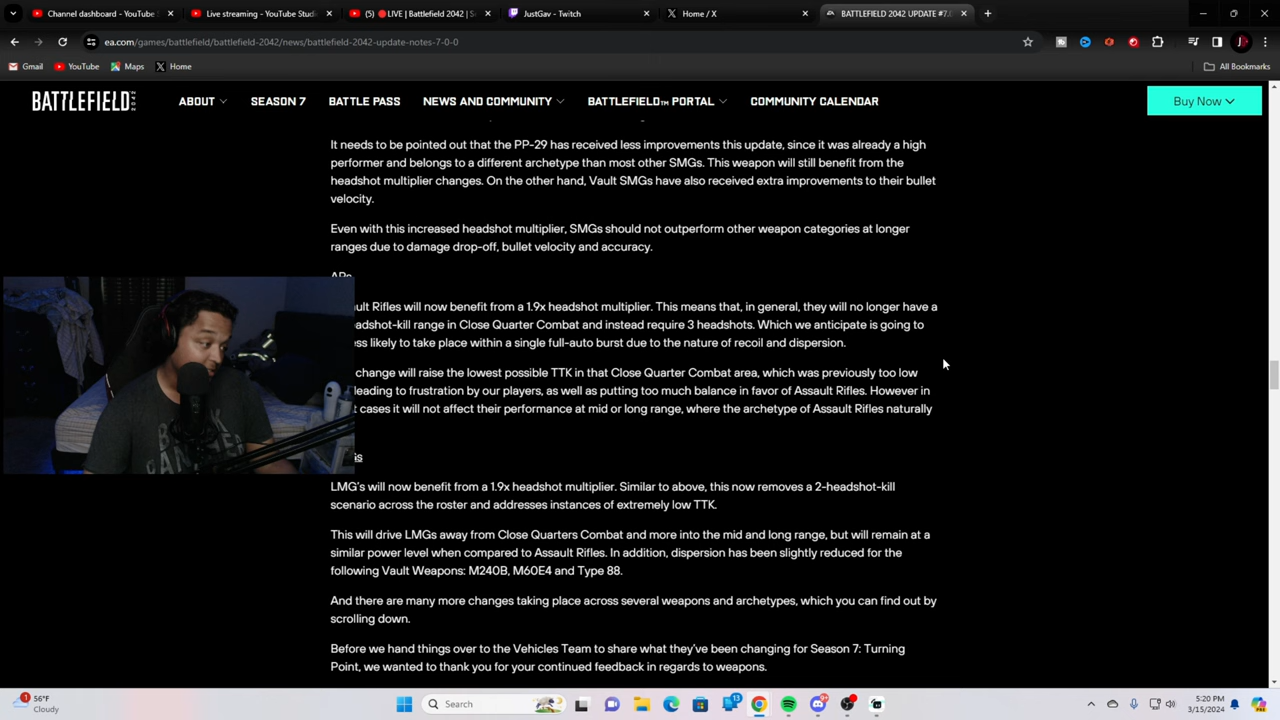 Channel dashboard - YouTube S
Live streaming - YouTube Studi
(5) 🔴LIVE | Battlefield 2042 | S
JustGav - Twitch
Home / X
BATTLEFIELD 2042 UPDATE #7.
ea.com/games/battlefield/battlefield-2042/news/battlefield-2042-update-notes-7-0-0
Gmail
YouTube
Maps
Home
All Bookmarks
BATTLEFIELD 2042
ABOUT
SEASON 7
BATTLE PASS
NEWS AND COMMUNITY
BATTLEFIELD™ PORTAL
COMMUNITY CALENDAR
Buy Now
It needs to be pointed out that the PP-29 has received less improvements this update, since it was already a high
performer and belongs to a different archetype than most other SMGs. This weapon will still benefit from the
headshot multiplier changes. On the other hand, Vault SMGs have also received extra improvements to their bullet
velocity.
Even with this increased headshot multiplier, SMGs should not outperform other weapon categories at longer
ranges due to damage drop-off, bullet velocity and accuracy.
ARs
ault Rifles will now benefit from a 1.9x headshot multiplier. This means that, in general, they will no longer have a
eadshot-kill range in Close Quarter Combat and instead require 3 headshots. Which we anticipate is going to
ess likely to take place within a single full-auto burst due to the nature of recoil and dispersion.
change will raise the lowest possible TTK in that Close Quarter Combat area, which was previously too low
leading to frustration by our players, as well as putting too much balance in favor of Assault Rifles. However in
t cases it will not affect their performance at mid or long range, where the archetype of Assault Rifles naturally
s
LMG's will now benefit from a 1.9x headshot multiplier. Similar to above, this now removes a 2-headshot-kill
scenario across the roster and addresses instances of extremely low TTK.
This will drive LMGs away from Close Quarters Combat and more into the mid and long range, but will remain at a
similar power level when compared to Assault Rifles. In addition, dispersion has been slightly reduced for the
following Vault Weapons: M240B, M60E4 and Type 88.
And there are many more changes taking place across several weapons and archetypes, which you can find out by
scrolling down.
Before we hand things over to the Vehicles Team to share what they've been changing for Season 7: Turning
Point, we wanted to thank you for your continued feedback in regards to weapons.
56°F
Cloudy
Search
5:20 PM
3/15/2024